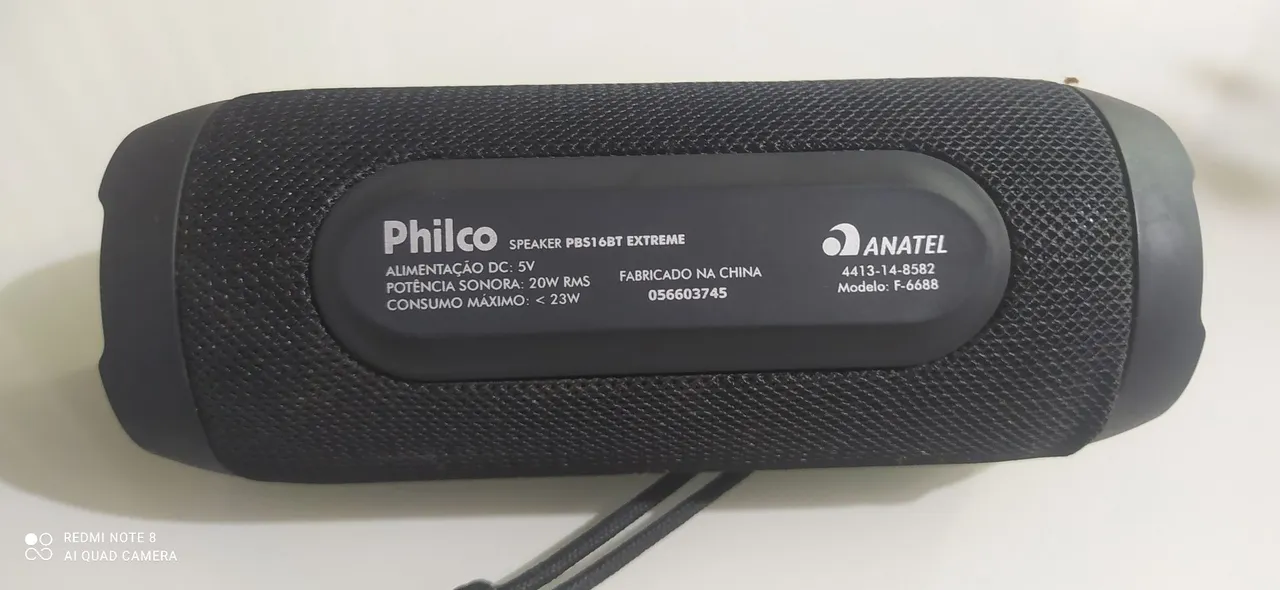 Philco SPEAKER PBS16BT EXTREME
ALIMENTAÇÃO DC: 5V
POTÊNCIA SONORA: 20W RMS
CONSUMO MÁXIMO: < 23W
FABRICADO NA CHINA
056603745
ANATEL
4413-14-8582
Modelo: F-6688
REDMI NOTE 8
AI QUAD CAMERA